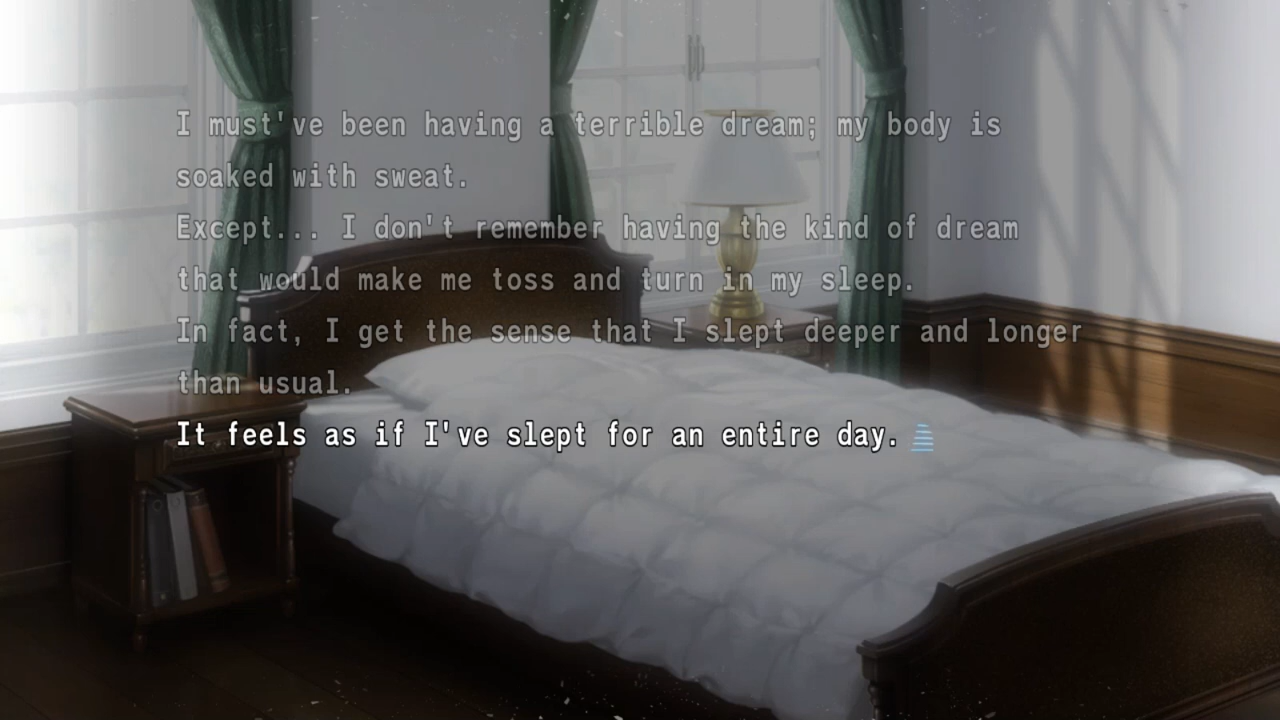 I must've been having a terrible dream; my body is
soaked with sweat.
Except... I don't remember having the kind of dream
that would make me toss and turn in my sleep.
In fact, I get the sense that I slept deeper and longer
than usual.
It feels as if I've slept for an entire day.